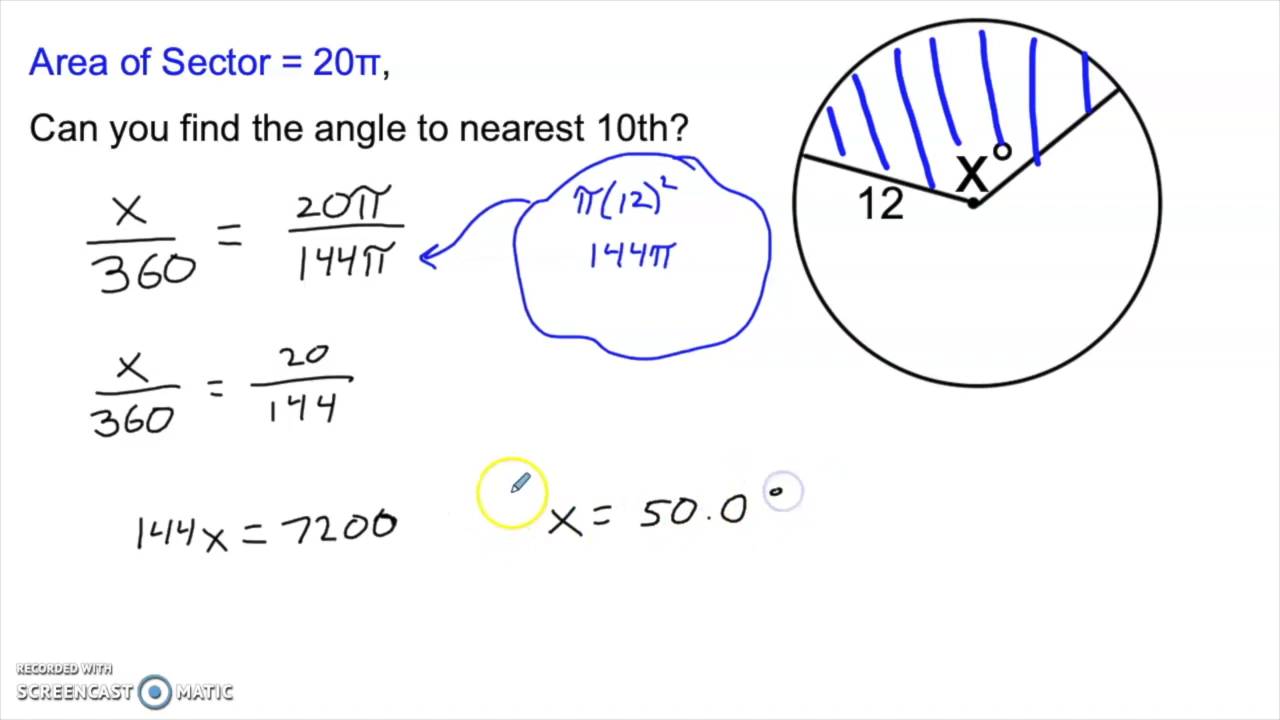 Area of Sector = 20π,
Can you find the angle to nearest 10th?
x/360 = 20π/144π
π(12)²
144π
12
X°
x/360 = 20/144
144x = 7200
x = 50.0°
RECORDED WITH
SCREENCAST MATIC